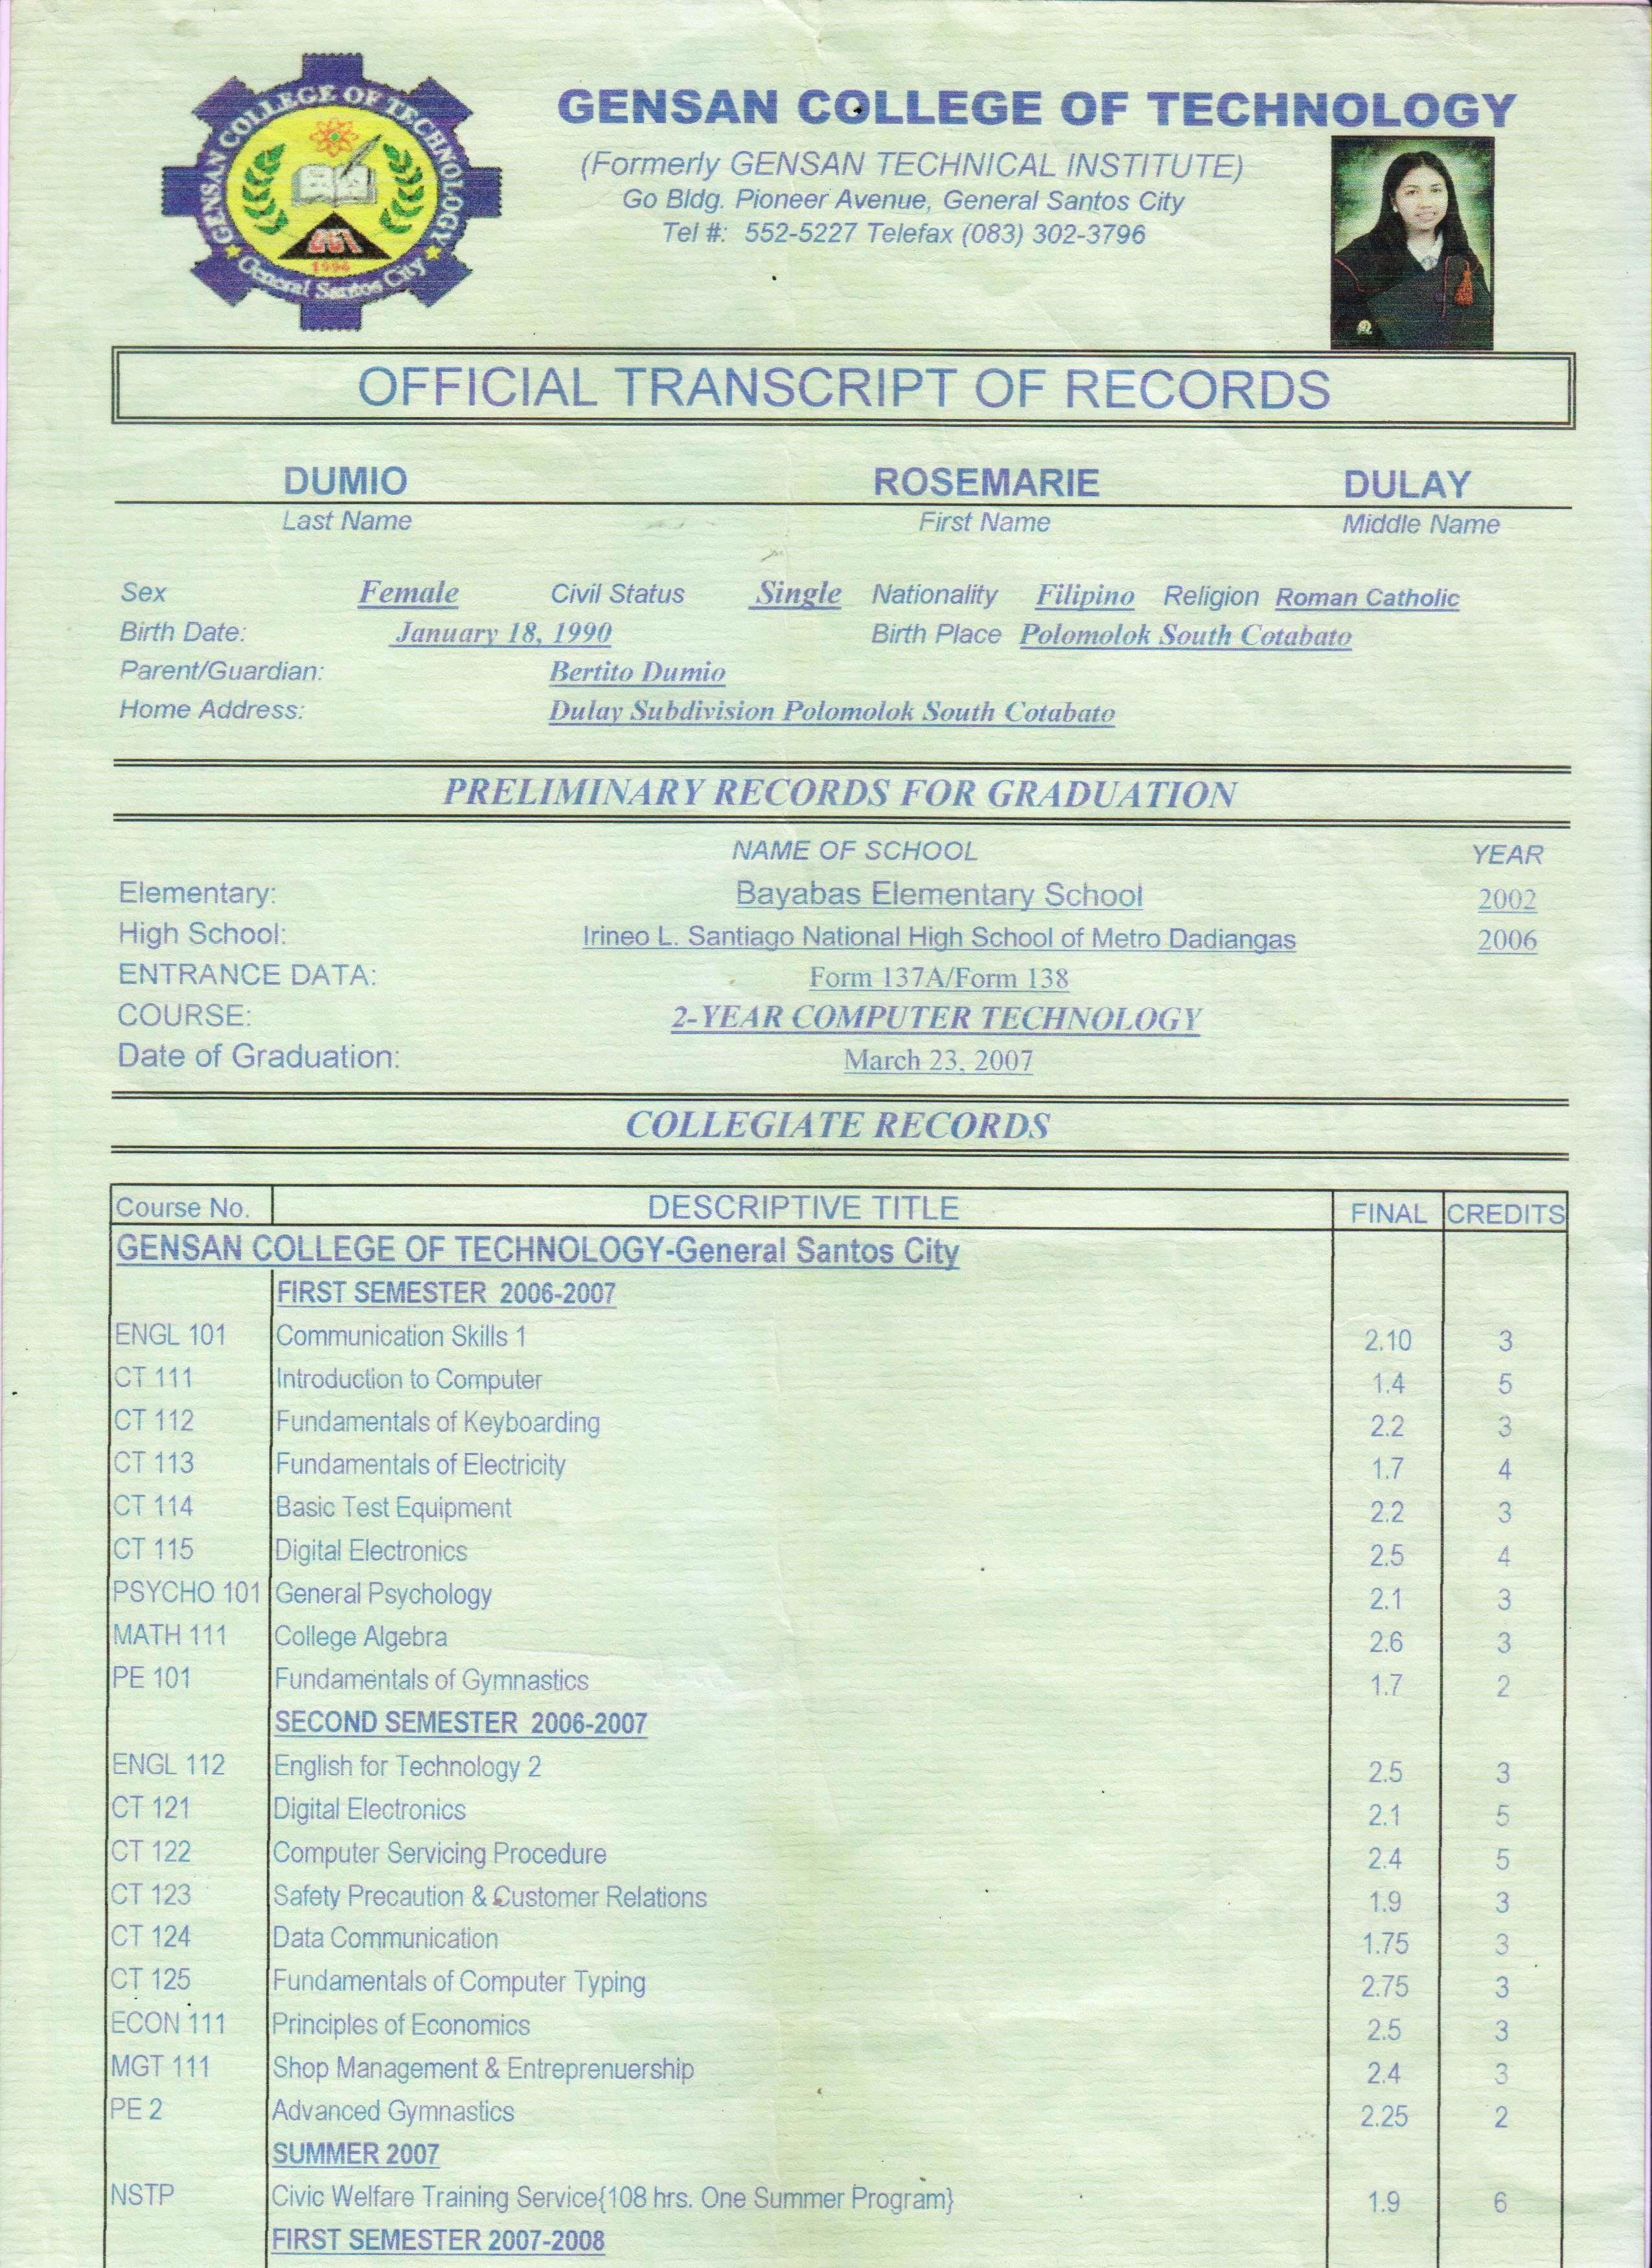 GENSAN COLLEGE OF TECHNOLOGY
General Santos City
GCT
1994
GENSAN COLLEGE OF TECHNOLOGY
(Formerly GENSAN TECHNICAL INSTITUTE)
Go Bldg. Pioneer Avenue, General Santos City
Tel #: 552-5227 Telefax (083) 302-3796
OFFICIAL TRANSCRIPT OF RECORDS
DUMIO ROSEMARIE DULAY
Last Name First Name Middle Name
Sex Female Civil Status Single Nationality Filipino Religion Roman Catholic
Birth Date: January 18, 1990 Birth Place Polomolok South Cotabato
Parent/Guardian: Bertito Dumio
Home Address: Dulay Subdivision Polomolok South Cotabato
PRELIMINARY RECORDS FOR GRADUATION
NAME OF SCHOOL YEAR
Elementary: Bayabas Elementary School 2002
High School: Irineo L. Santiago National High School of Metro Dadiangas 2006
ENTRANCE DATA: Form 137A/Form 138
COURSE: 2-YEAR COMPUTER TECHNOLOGY
Date of Graduation: March 23, 2007
COLLEGIATE RECORDS
Course No. DESCRIPTIVE TITLE FINAL CREDITS
GENSAN COLLEGE OF TECHNOLOGY-General Santos City
FIRST SEMESTER 2006-2007
ENGL 101 Communication Skills 1 2.10 3
CT 111 Introduction to Computer 1.4 5
CT 112 Fundamentals of Keyboarding 2.2 3
CT 113 Fundamentals of Electricity 1.7 4
CT 114 Basic Test Equipment 2.2 3
CT 115 Digital Electronics 2.5 4
PSYCHO 101 General Psychology 2.1 3
MATH 111 College Algebra 2.6 3
PE 101 Fundamentals of Gymnastics 1.7 2
SECOND SEMESTER 2006-2007
ENGL 112 English for Technology 2 2.5 3
CT 121 Digital Electronics 2.1 5
CT 122 Computer Servicing Procedure 2.4 5
CT 123 Safety Precaution & Customer Relations 1.9 3
CT 124 Data Communication 1.75 3
CT 125 Fundamentals of Computer Typing 2.75 3
ECON 111 Principles of Economics 2.5 3
MGT 111 Shop Management & Entreprenuership 2.4 3
PE 2 Advanced Gymnastics 2.25 2
SUMMER 2007
NSTP Civic Welfare Training Service{108 hrs. One Summer Program} 1.9 6
FIRST SEMESTER 2007-2008